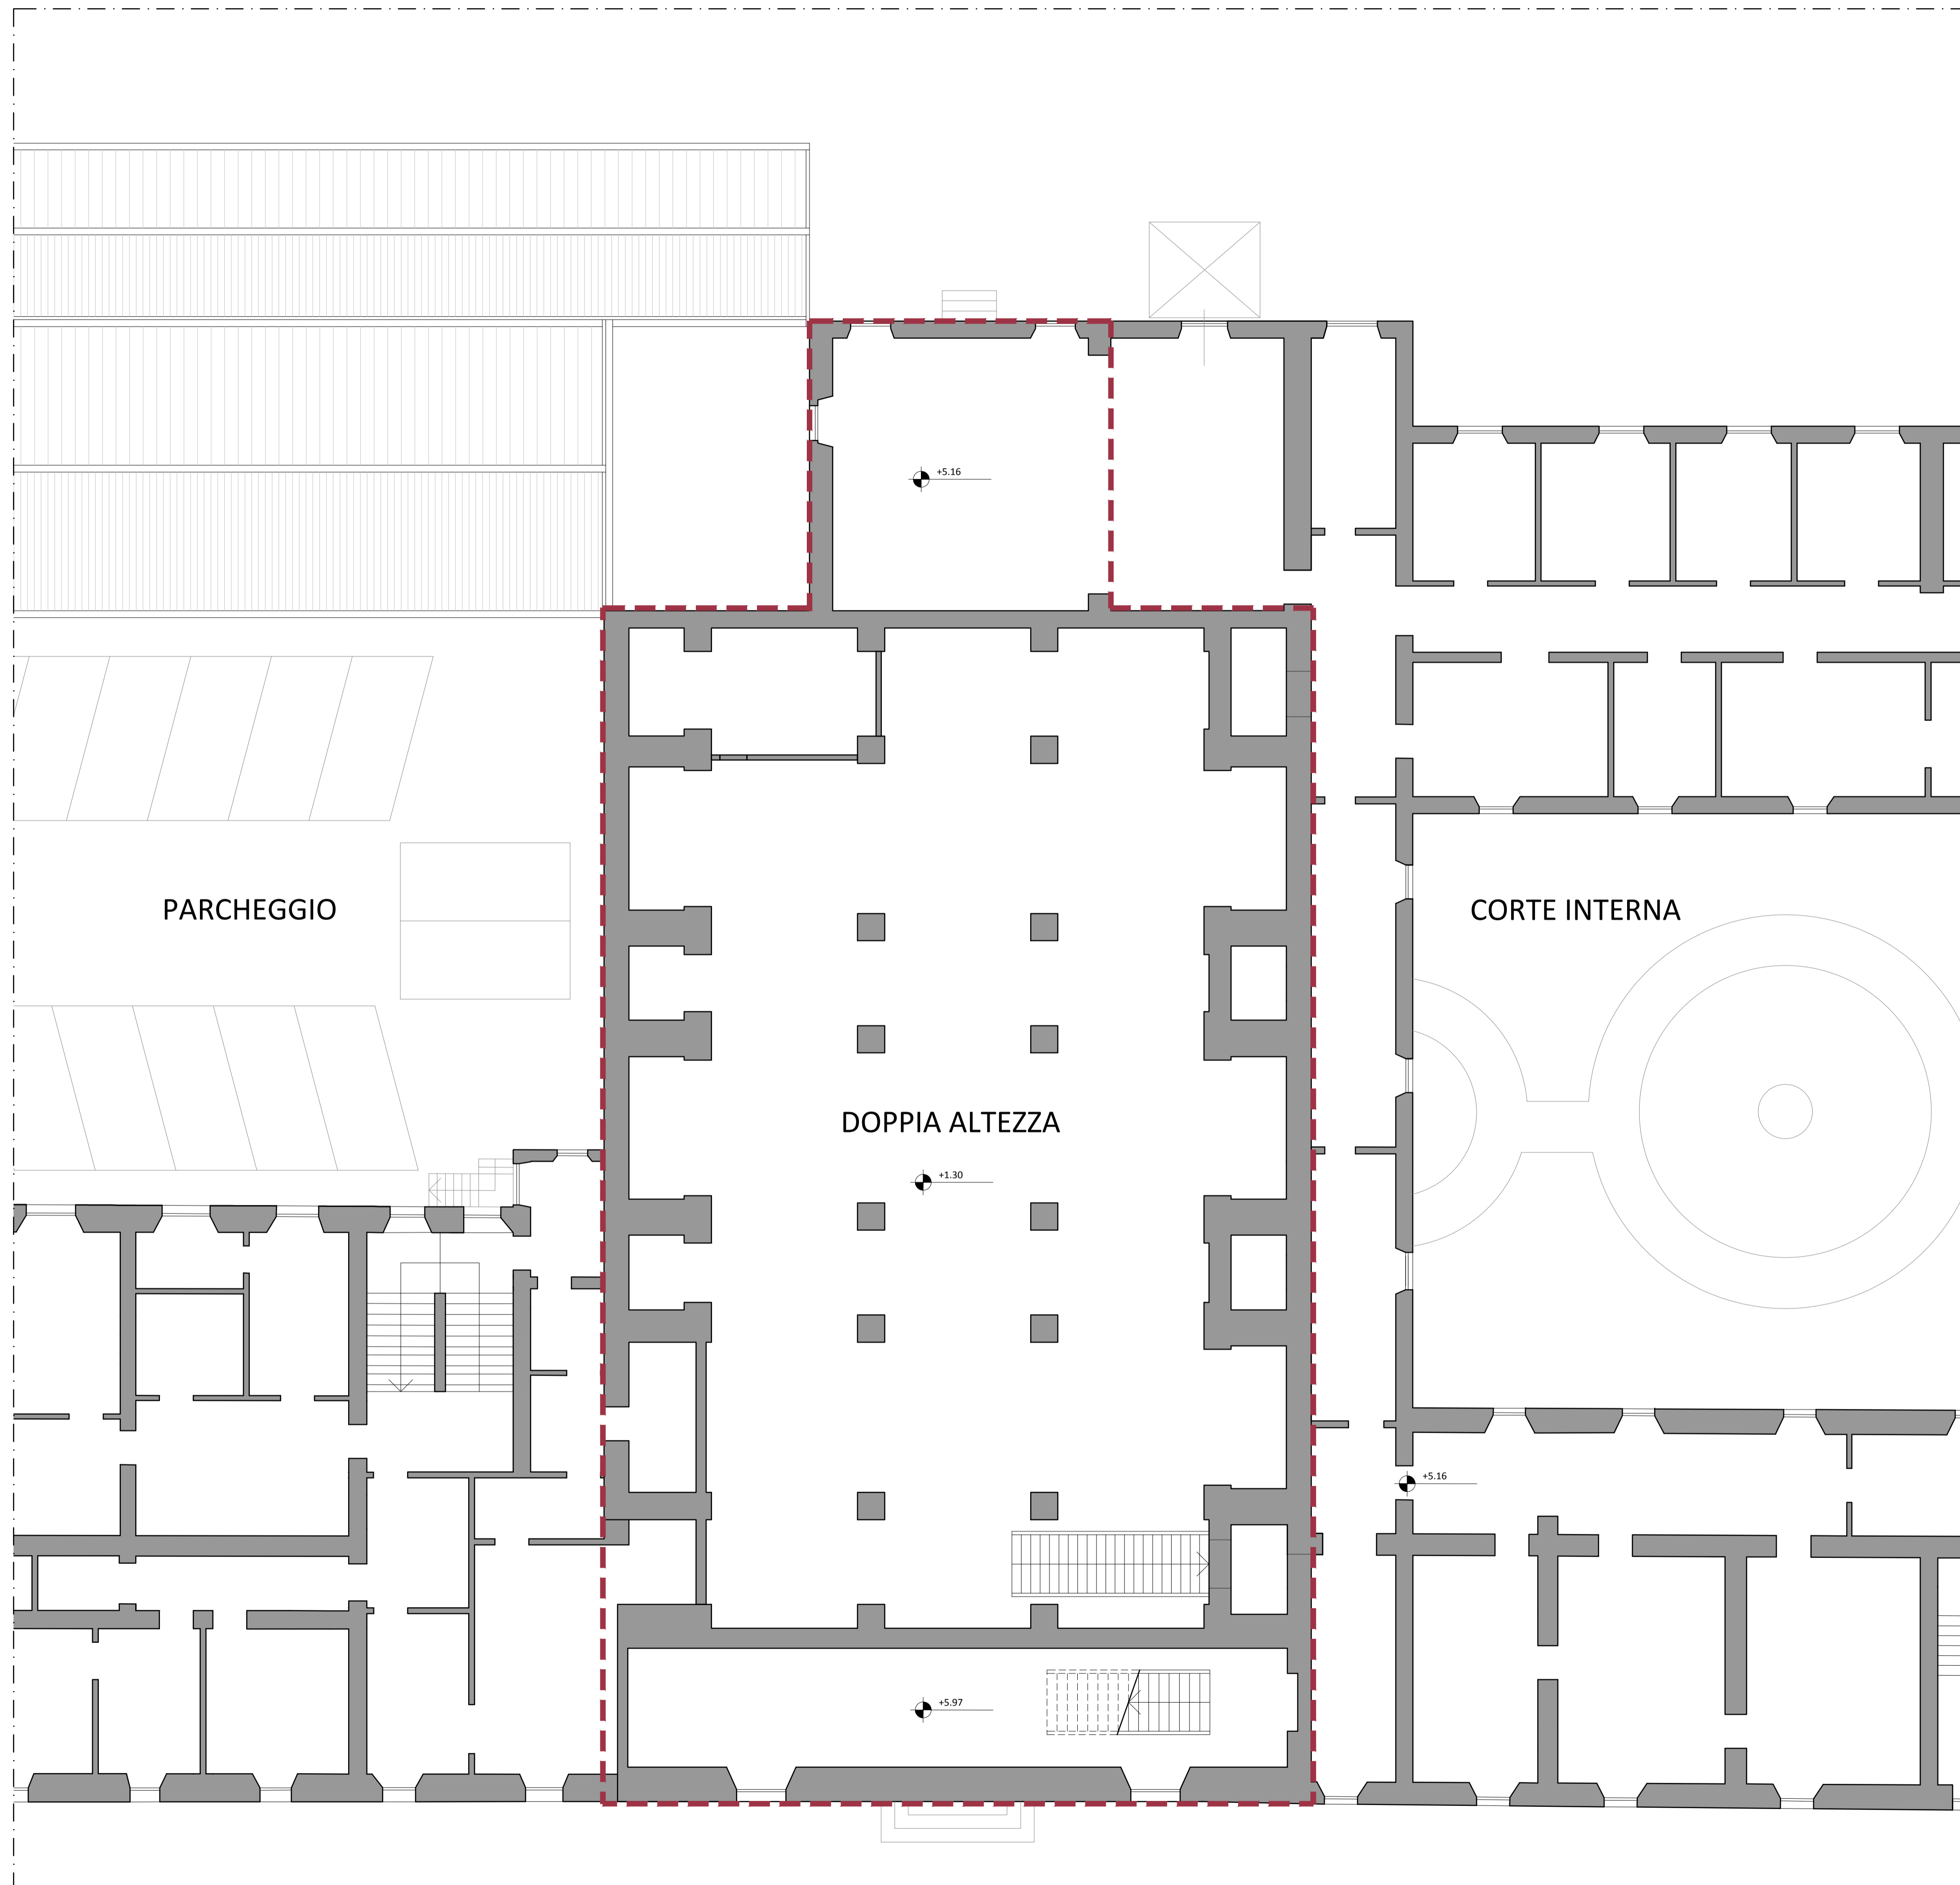 +5.16
PARCHEGGIO
CORTE INTERNA
DOPPIA ALTEZZA
+1.30
+5.16
+5.97